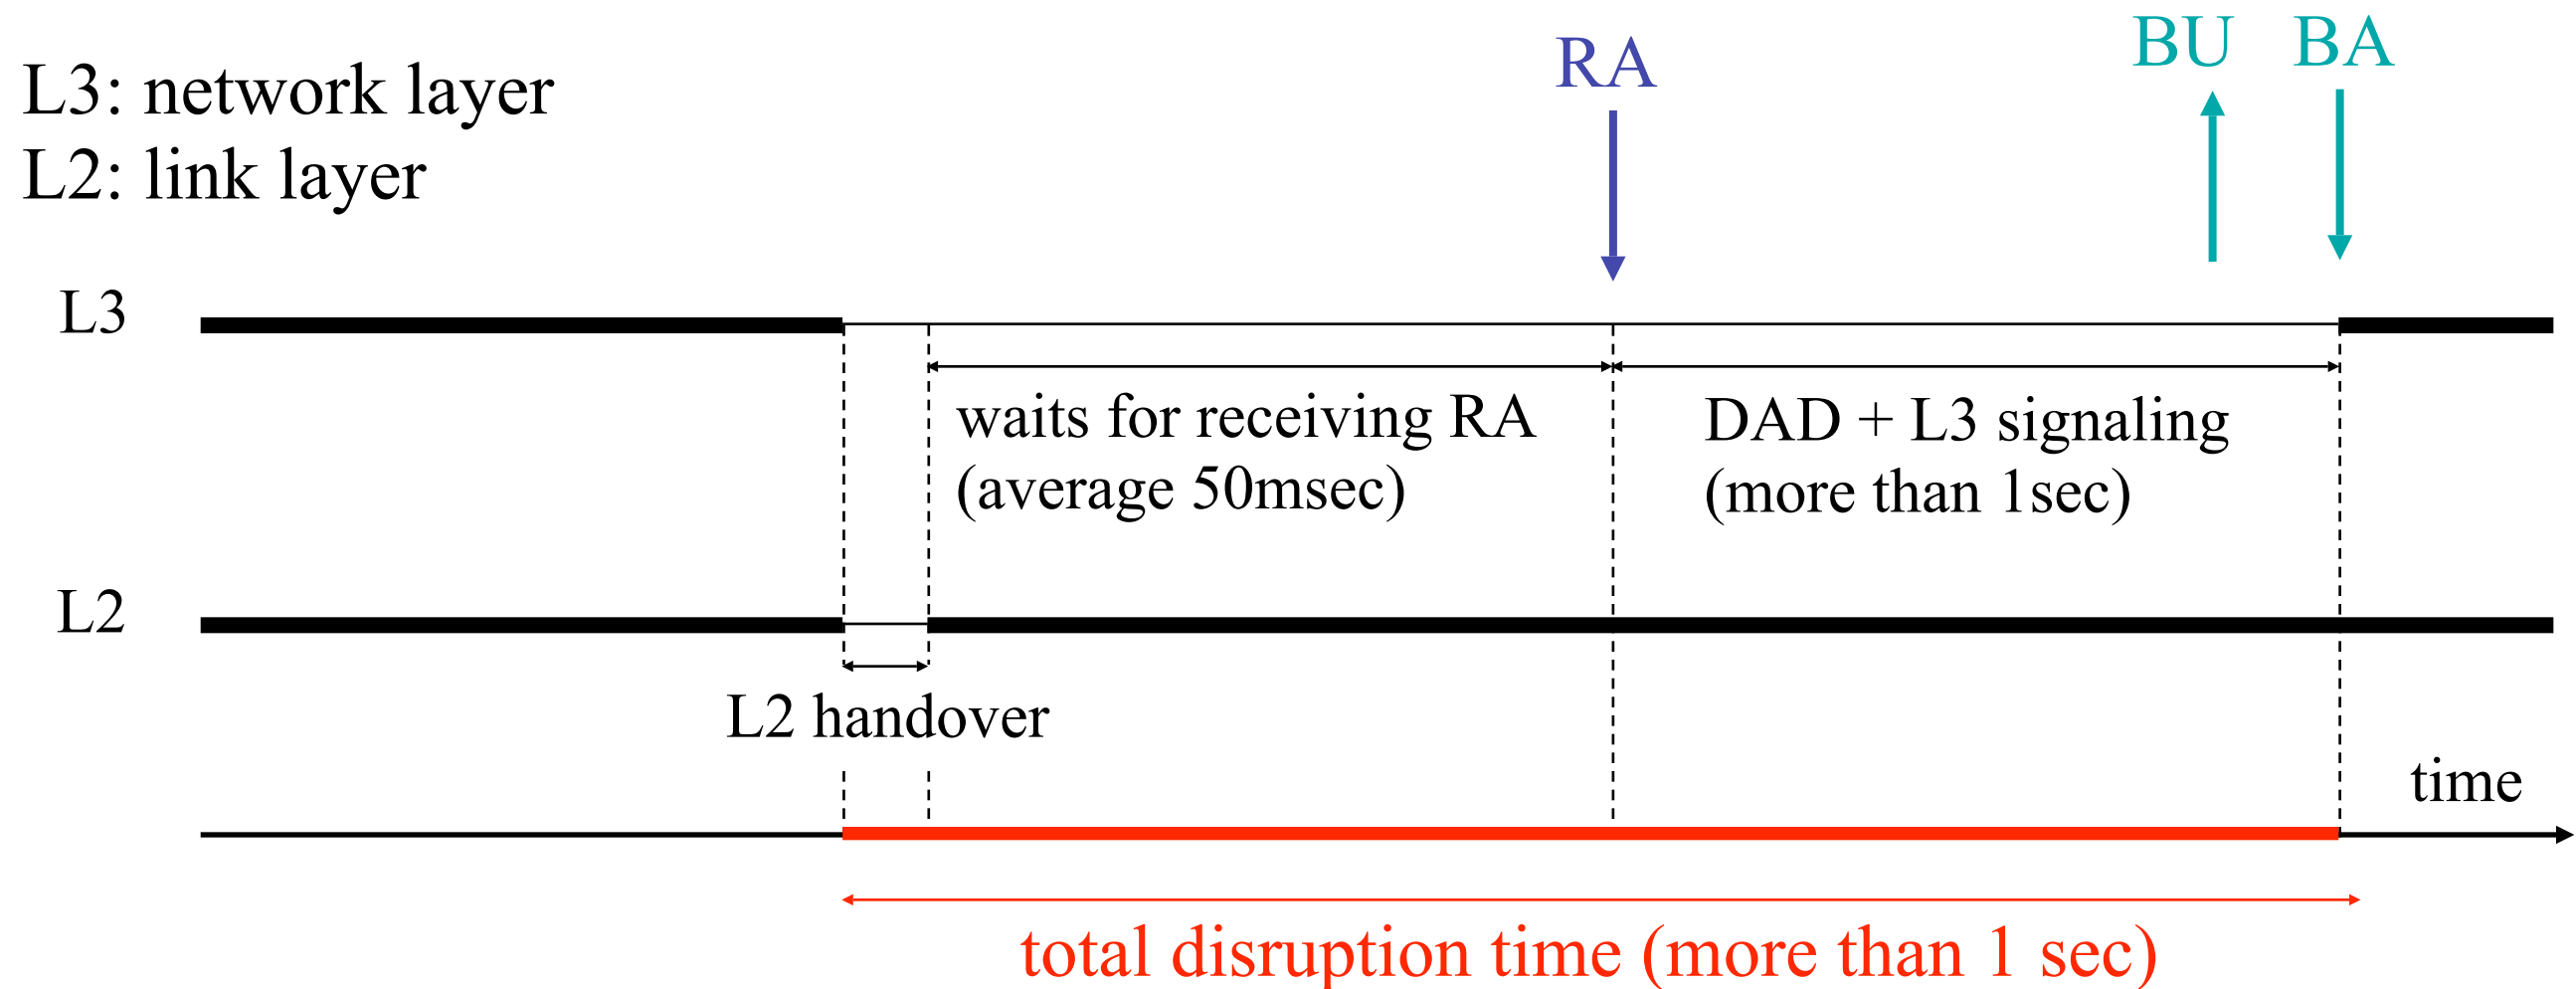 RA
BU
BA
L3: network layer
L2: link layer
L3
waits for receiving RA
(average 50msec)
DAD + L3 signaling
(more than 1sec)
L2
L2 handover
time
total disruption time (more than 1 sec)